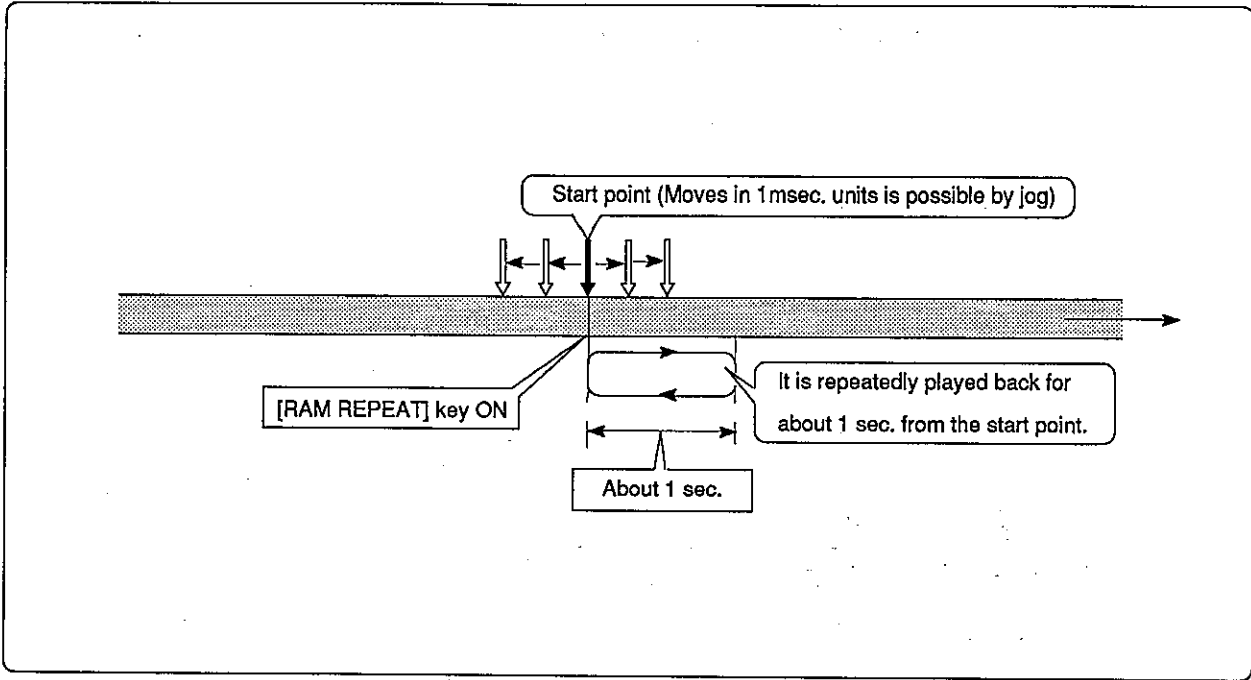 Start point (Moves in 1msec. units is possible by jog)
[RAM REPEAT] key ON
It is repeatedly played back for
about 1 sec. from the start point.
About 1 sec.